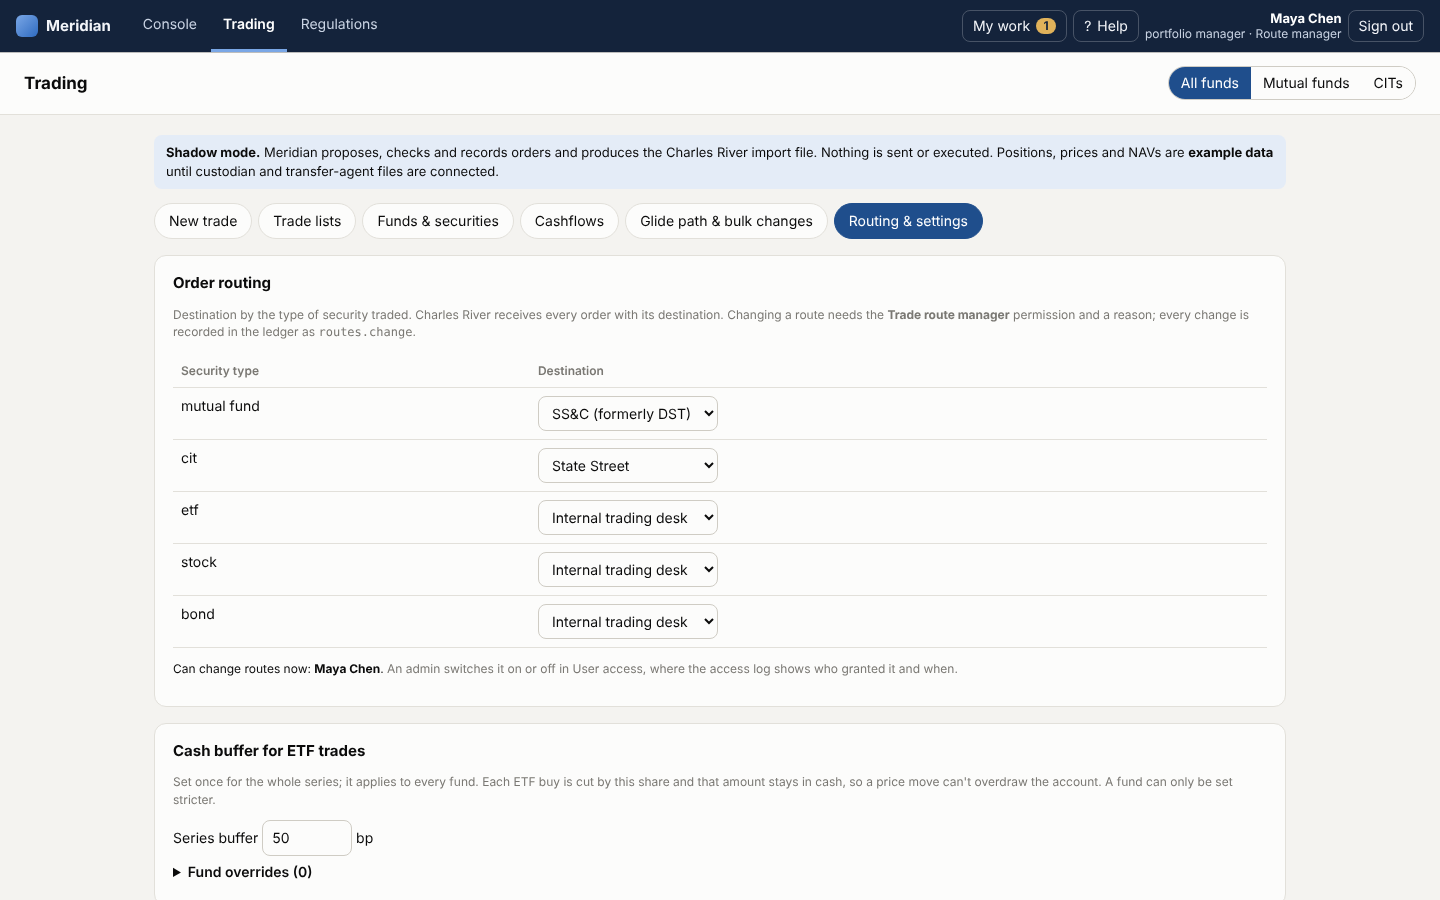 Meridian
Console
Trading
Regulations
My work 1
? Help
Maya Chen
portfolio manager · Route manager
Sign out
Trading
All funds
Mutual funds
CITs
Shadow mode. Meridian proposes, checks and records orders and produces the Charles River import file. Nothing is sent or executed. Positions, prices and NAVs are example data
until custodian and transfer-agent files are connected.
New trade
Trade lists
Funds & securities
Cashflows
Glide path & bulk changes
Routing & settings
Order routing
Destination by the type of security traded. Charles River receives every order with its destination. Changing a route needs the Trade route manager permission and a reason; every change is
recorded in the ledger as routes.change.
Security type
Destination
mutual fund
SS&C (formerly DST)
cit
State Street
etf
Internal trading desk
stock
Internal trading desk
bond
Internal trading desk
Can change routes now: Maya Chen. An admin switches it on or off in User access, where the access log shows who granted it and when.
Cash buffer for ETF trades
Set once for the whole series; it applies to every fund. Each ETF buy is cut by this share and that amount stays in cash, so a price move can't overdraw the account. A fund can only be set
stricter.
Series buffer 50 bp
Fund overrides (0)